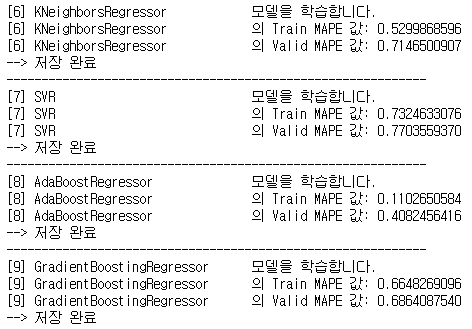 [6] KNeighborsRegressor 모델을 학습합니다.
[6] KNeighborsRegressor 의 Train MAPE 값: 0.5299868596
[6] KNeighborsRegressor 의 Valid MAPE 값: 0.7146500907
--> 저장 완료
------------------------------------------------------------
[7] SVR 모델을 학습합니다.
[7] SVR 의 Train MAPE 값: 0.7324633076
[7] SVR 의 Valid MAPE 값: 0.7703559370
--> 저장 완료
------------------------------------------------------------
[8] AdaBoostRegressor 모델을 학습합니다.
[8] AdaBoostRegressor 의 Train MAPE 값: 0.1102650584
[8] AdaBoostRegressor 의 Valid MAPE 값: 0.4082456416
--> 저장 완료
------------------------------------------------------------
[9] GradientBoostingRegressor 모델을 학습합니다.
[9] GradientBoostingRegressor 의 Train MAPE 값: 0.6648269096
[9] GradientBoostingRegressor 의 Valid MAPE 값: 0.6864087540
--> 저장 완료